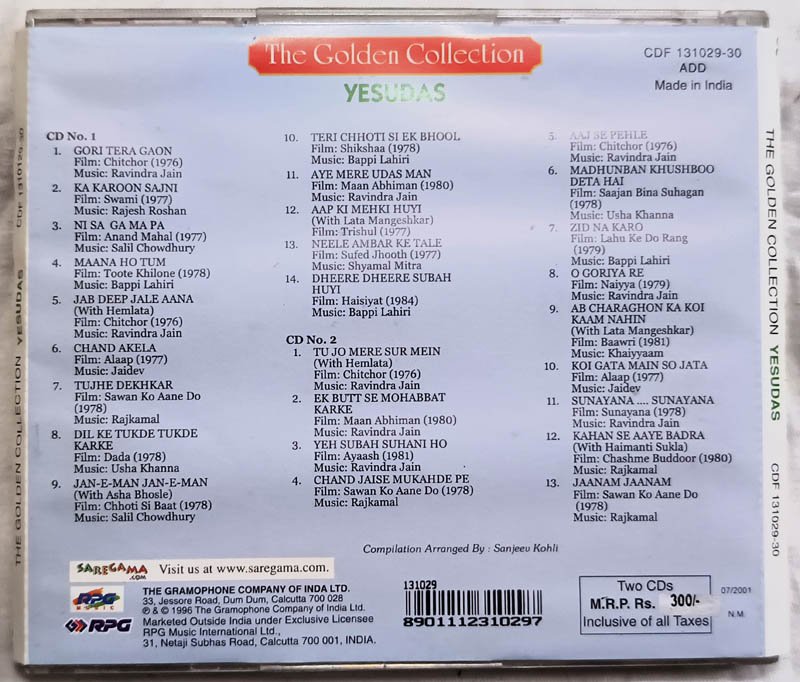 The Golden Collection
YESUDAS
CDF 131029-30
ADD
Made in India
CD No. 1
1. GORI TERA GAON
Film: Chitchor (1976)
Music: Ravindra Jain
2. KA KAROON SAJNI
Film: Swami (1977)
Music: Rajesh Roshan
3. NI SA GA MA PA
Film: Anand Mahal (1977)
Music: Salil Chowdhury
4. MAANA HO TUM
Film: Toote Khilone (1978)
Music: Bappi Lahiri
5. JAB DEEP JALE AANA
(With Hemlata)
Film: Chitchor (1976)
Music: Ravindra Jain
6. CHAND AKELA
Film: Alaap (1977)
Music: Jaidev
7. TUJHE DEKHKAR
Film: Sawan Ko Aane Do
(1978)
Music: Rajkamal
8. DIL KE TUKDE TUKDE
KARKE
Film: Dada (1978)
Music: Usha Khanna
9. JAN-E-MAN JAN-E-MAN
(With Asha Bhosle)
Film: Chhoti Si Baat (1978)
Music: Salil Chowdhury
10. TERI CHHOTI SI EK BHOOL
Film: Shikshaa (1978)
Music: Bappi Lahiri
11. AYE MERE UDAS MAN
Film: Maan Abhiman (1980)
Music: Ravindra Jain
12. AAP KI MEHKI HUYI
(With Lata Mangeshkar)
Film: Trishul (1977)
13. NEELE AMBAR KE TALE
Film: Sufed Jhooth (1977)
Music: Shyamal Mitra
14. DHEERE DHEERE SUBAH
HUYI
Film: Haisiyat (1984)
Music: Bappi Lahiri
CD No. 2
1. TU JO MERE SUR MEIN
(With Hemlata)
Film: Chitchor (1976)
Music: Ravindra Jain
2. EK BUTT SE MOHABBAT
KARKE
Film: Maan Abhiman (1980)
Music: Ravindra Jain
3. YEH SUBAH SUHANI HO
Film: Ayaash (1981)
Music: Ravindra Jain
4. CHAND JAISE MUKAHDE PE
Film: Sawan Ko Aane Do (1978)
Music: Rajkamal
5. AAJ SE PEHLE
Film: Chitchor (1976)
Music: Ravindra Jain
6. MADHUNBAN KHUSHBOO
DETA HAI
Film: Saajan Bina Suhagan
(1978)
Music: Usha Khanna
7. ZID NA KARO
Film: Lahu Ke Do Rang
(1979)
Music: Bappi Lahiri
8. O GORIYA RE
Film: Naiyya (1979)
Music: Ravindra Jain
9. AB CHARAGHON KA KOI
KAAM NAHIN
(With Lata Mangeshkar)
Film: Baawri (1981)
Music: Khaiyyaam
10. KOI GATA MAIN SO JATA
Film: Alaap (1977)
Music: Jaidev
11. SUNAYANA .... SUNAYANA
Film: Sunayana (1978)
Music: Ravindra Jain
12. KAHAN SE AAYE BADRA
(With Haimanti Sukla)
Film: Chashme Buddoor (1980)
Music: Rajkamal
13. JAANAM JAANAM
Film: Sawan Ko Aane Do
(1978)
Music: Rajkamal
Compilation Arranged By : Sanjeev Kohli
SAREGAMA
.COM
Visit us at www.saregama.com.
RPG
MUSIC
RPG
THE GRAMOPHONE COMPANY OF INDA LTD.
33, Jessore Road, Dum Dum, Calcutta 700 028
℗ & © 1996 The Gramophone Company of India Ltd.
Marketed Outside India under Exclusive Licensee
RPG Music International Ltd.,
31, Netaji Subhas Road, Calcutta 700 001, INDIA.
131029
8901112310297
Two CDs
M.R.P. Rs. 300/-
Inclusive of all Taxes
07/2001
N.M.
THE GOLDEN COLLECTION YESUDAS CDF 131029-30
THE GOLDEN COLLECTION YESUDAS CDF 131029-30